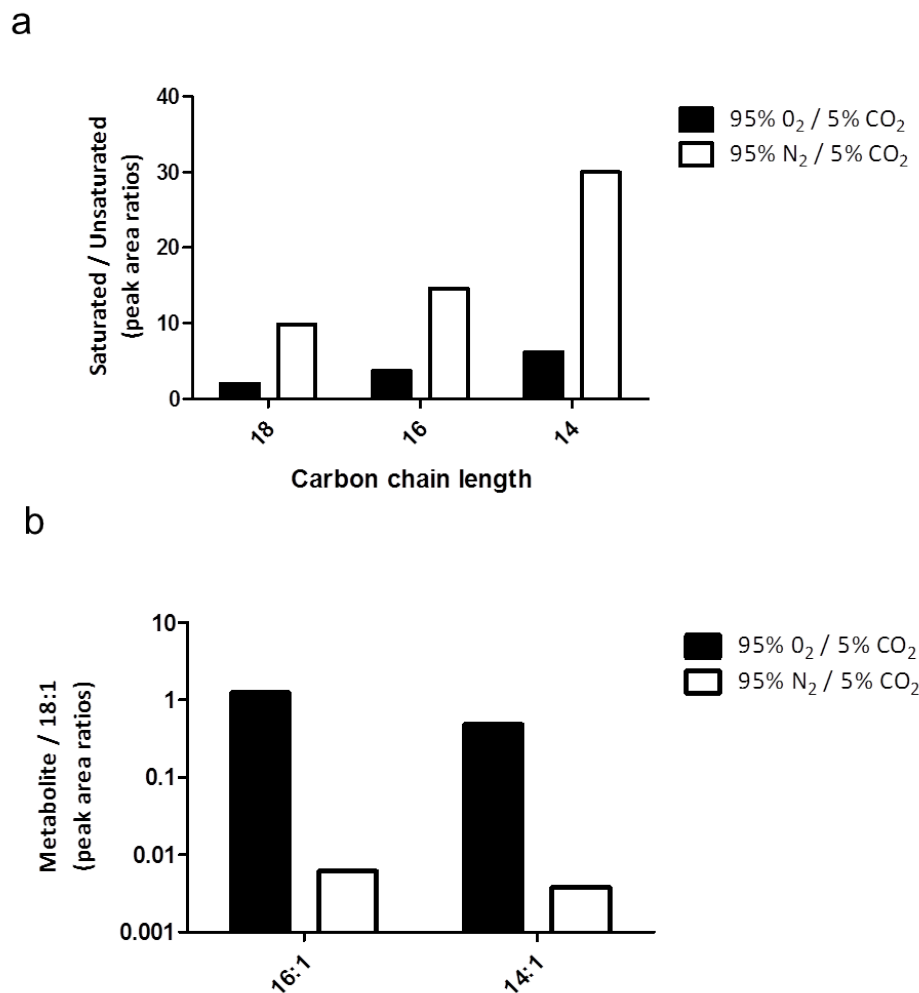 a
40
30
20
10
0
Saturated / Unsaturated
(peak area ratios)
18
16
14
Carbon chain length
95% 0₂ / 5% CO₂
95% N₂ / 5% CO₂
b
10
1
0.1
0.01
0.001
Metabolite / 18:1
(peak area ratios)
16:1
14:1
95% 0₂ / 5% CO₂
95% N₂ / 5% CO₂